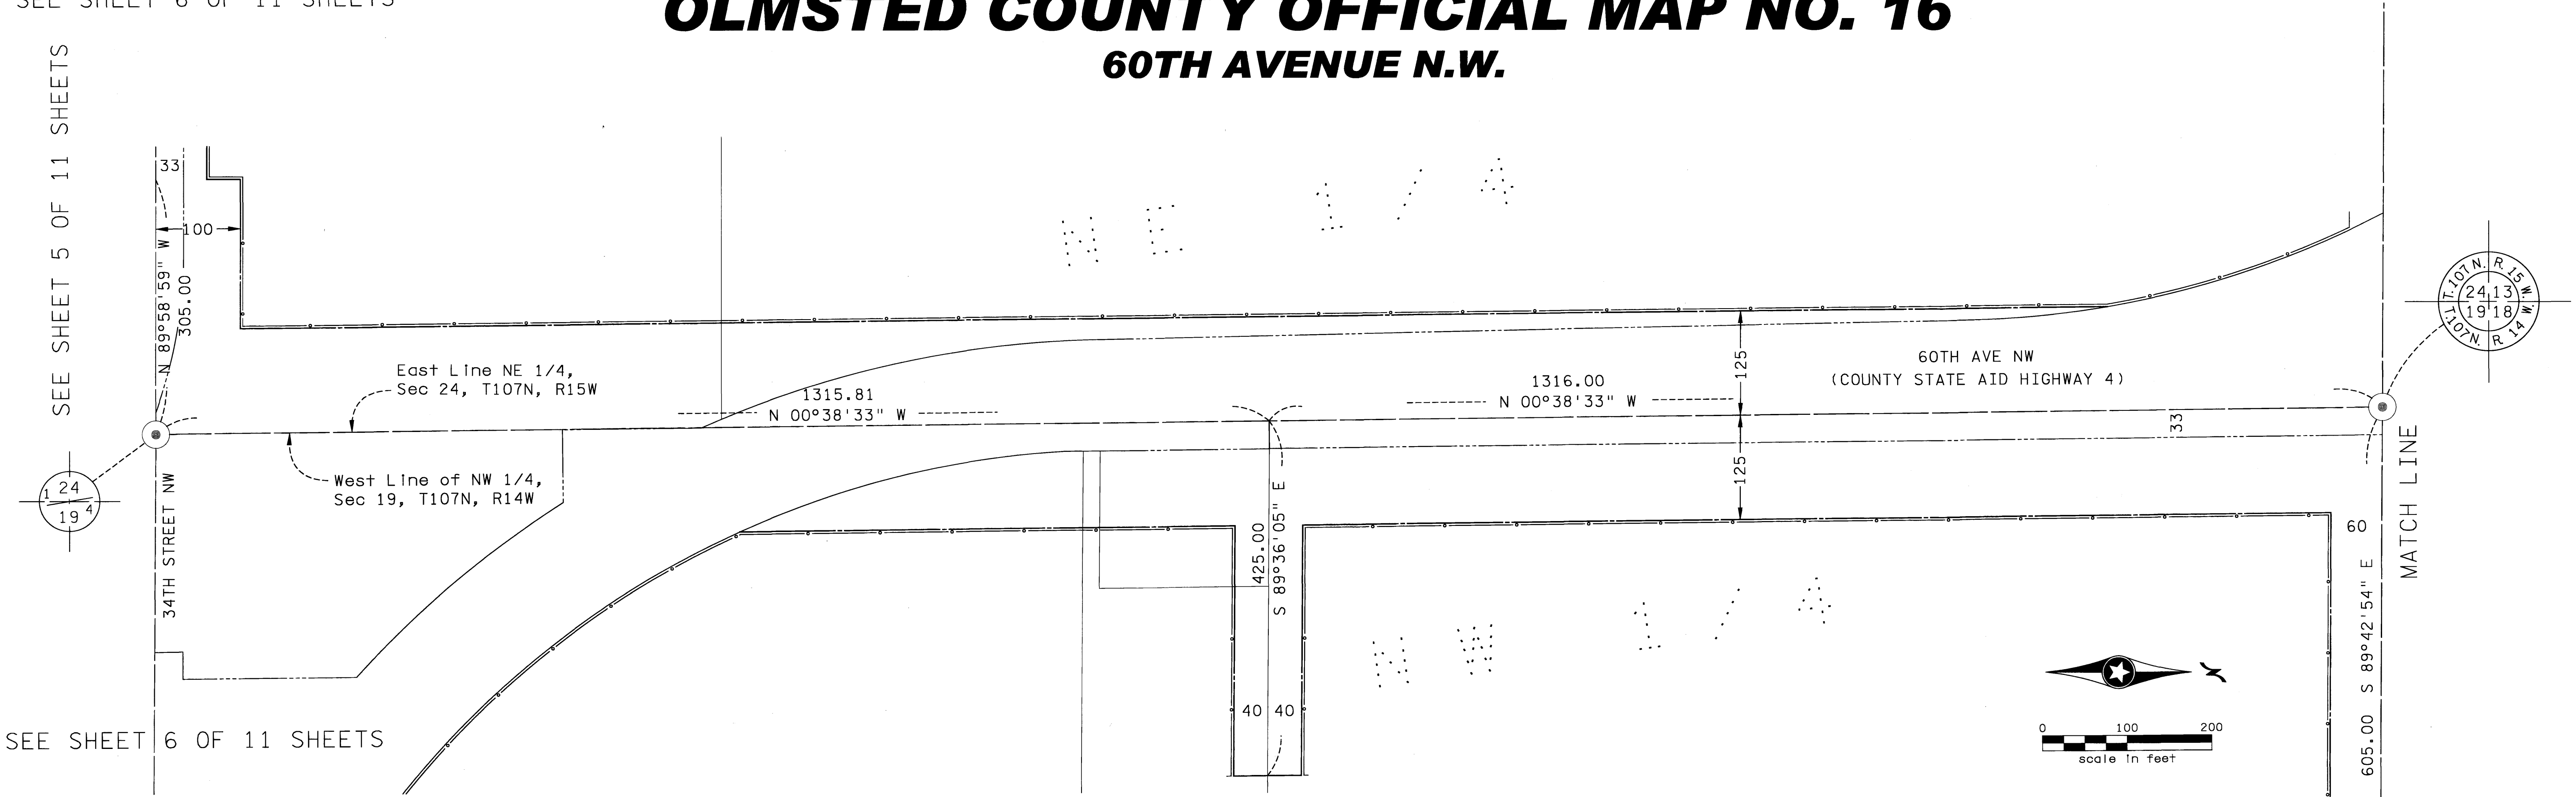 SEE SHEET 6 OF 11 SHEETS
OLMSTED COUNTY OFFICIAL MAP NO. 16
60TH AVENUE N.W.
SEE SHEET 5 OF 11 SHEETS
33
100
N 89°58'59" W
305.00
NE 1/4
East Line NE 1/4,
Sec 24, T107N, R15W
1315.81
N 00°38'33" W
1316.00
N 00°38'33" W
125
60TH AVE NW
(COUNTY STATE AID HIGHWAY 4)
33
T.107 N. R. 15 W.
24 13
19 18
T.107N. R. 14 W.
West Line of NW 1/4,
Sec 19, T107N, R14W
1 24
19 4
34TH STREET NW
125
425.00
S 89°36'05" E
60
MATCH LINE
NW 1/4
40 40
605.00 S 89°42'54" E
N
0 100 200
scale in feet
SEE SHEET 6 OF 11 SHEETS